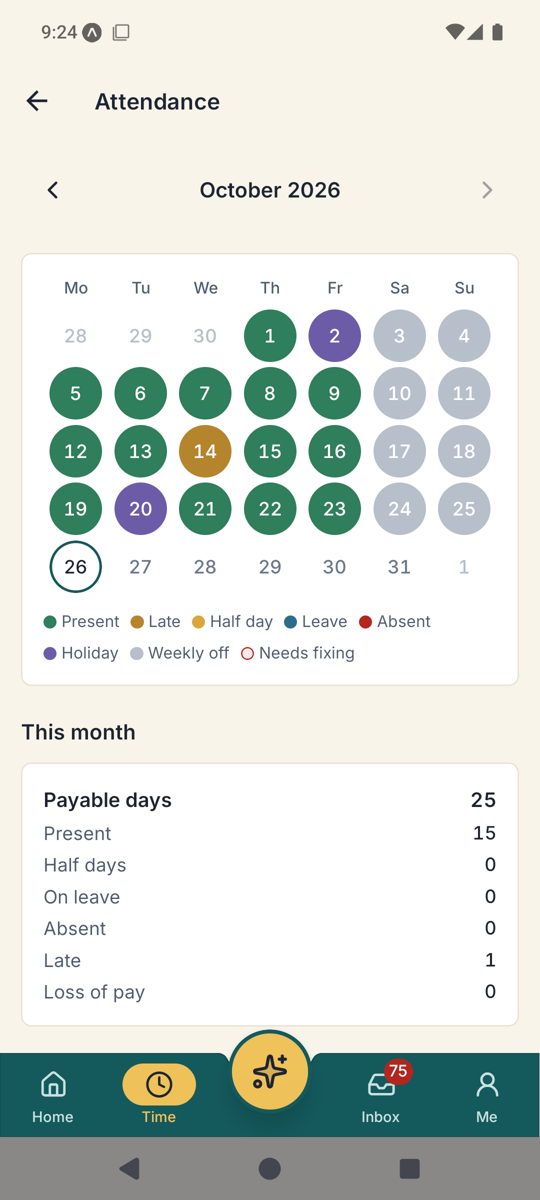 9:24
Attendance
October 2026
Mo Tu We Th Fr Sa Su
28 29 30 1 2 3 4
5 6 7 8 9 10 11
12 13 14 15 16 17 18
19 20 21 22 23 24 25
26 27 28 29 30 31 1
Present Late Half day Leave Absent
Holiday Weekly off Needs fixing
This month
Payable days 25
Present 15
Half days 0
On leave 0
Absent 0
Late 1
Loss of pay 0
75
Home Time Inbox Me